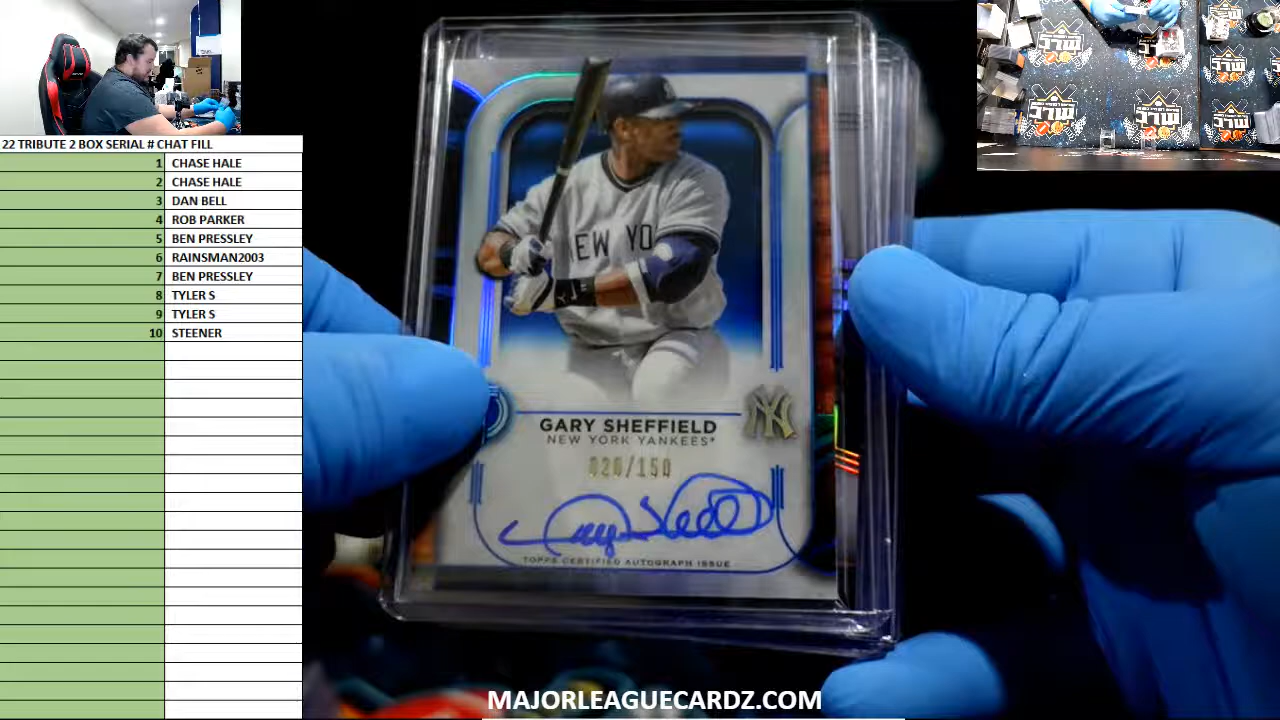 22 TRIBUTE 2 BOX SERIAL # CHAT FILL
1 CHASE HALE
2 CHASE HALE
3 DAN BELL
4 ROB PARKER
5 BEN PRESSLEY
6 RAINSMAN2003
7 BEN PRESSLEY
8 TYLER S
9 TYLER S
10 STEENER
NEW YO
NY
GARY SHEFFIELD
NEW YORK YANKEES*
020/150
TOPPS CERTIFIED AUTOGRAPH ISSUE
MAJORLEAGUECARDZ.COM